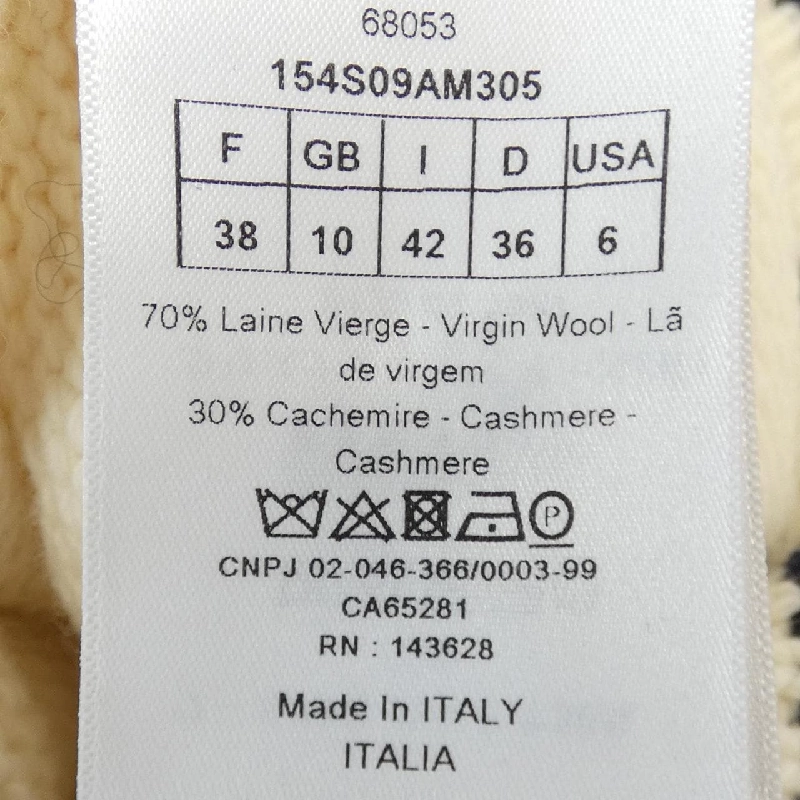 68053
154S09AM305
F GB I D USA
38 10 42 36 6
70% Laine Vierge - Virgin Wool - Lã
de virgem
30% Cachemire - Cashmere -
Cashmere
P
CNPJ 02-046-366/0003-99
CA65281
RN : 143628
Made In ITALY
ITALIA